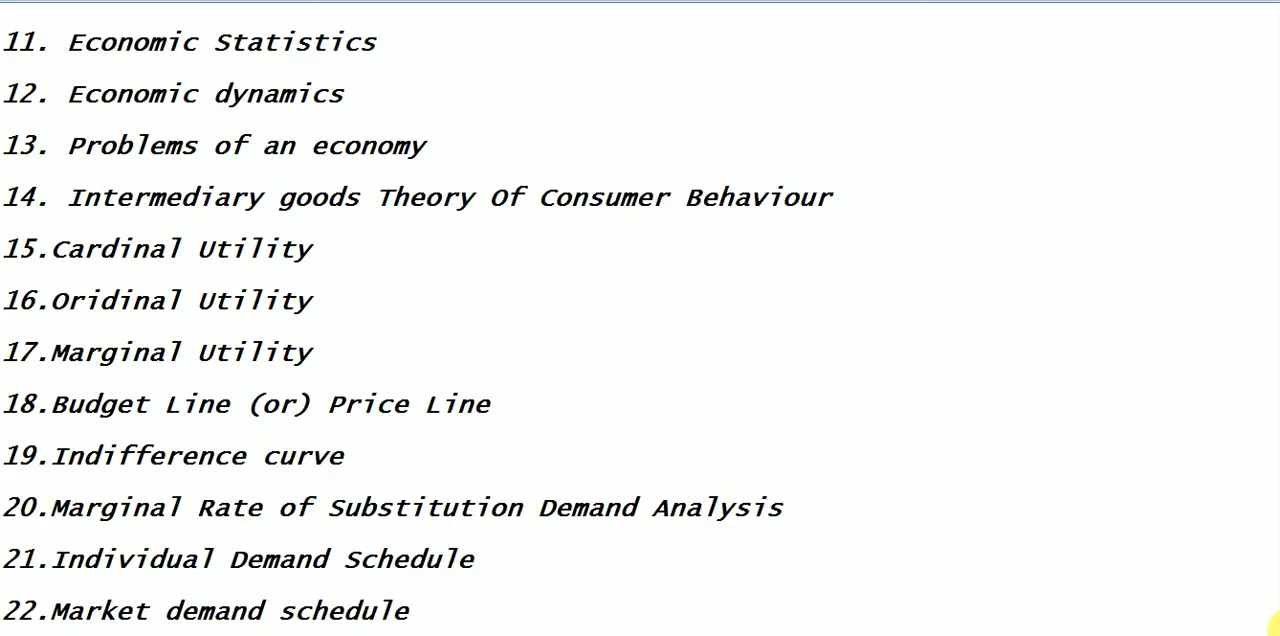 11. Economic Statistics
12. Economic dynamics
13. Problems of an economy
14. Intermediary goods Theory Of Consumer Behaviour
15.Cardinal Utility
16.Oridinal Utility
17.Marginal Utility
18.Budget Line (or) Price Line
19.Indifference curve
20.Marginal Rate of Substitution Demand Analysis
21.Individual Demand Schedule
22.Market demand schedule